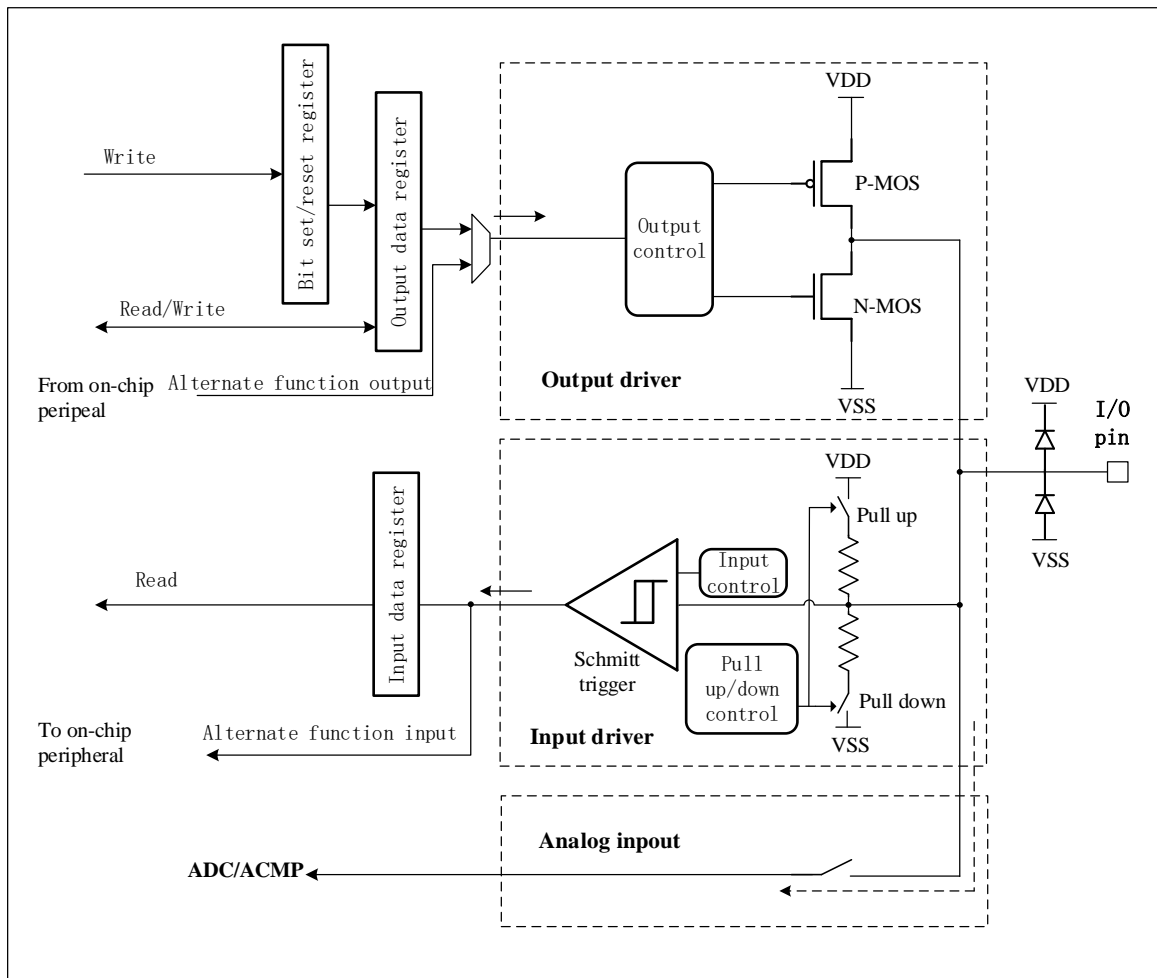 VDD
Bit set/reset register
Output data register
Write
P-MOS
Output
control
Read/Write
N-MOS
From on-chip
peripeal
Alternate function output
Output driver
VSS
VDD
I/O
pin
VSS
VDD
Pull up
Input data register
Input
control
Read
Schmitt
trigger
Pull
up/down
control
Pull down
To on-chip
peripheral
Alternate function input
Input driver
VSS
Analog inpout
ADC/ACMP